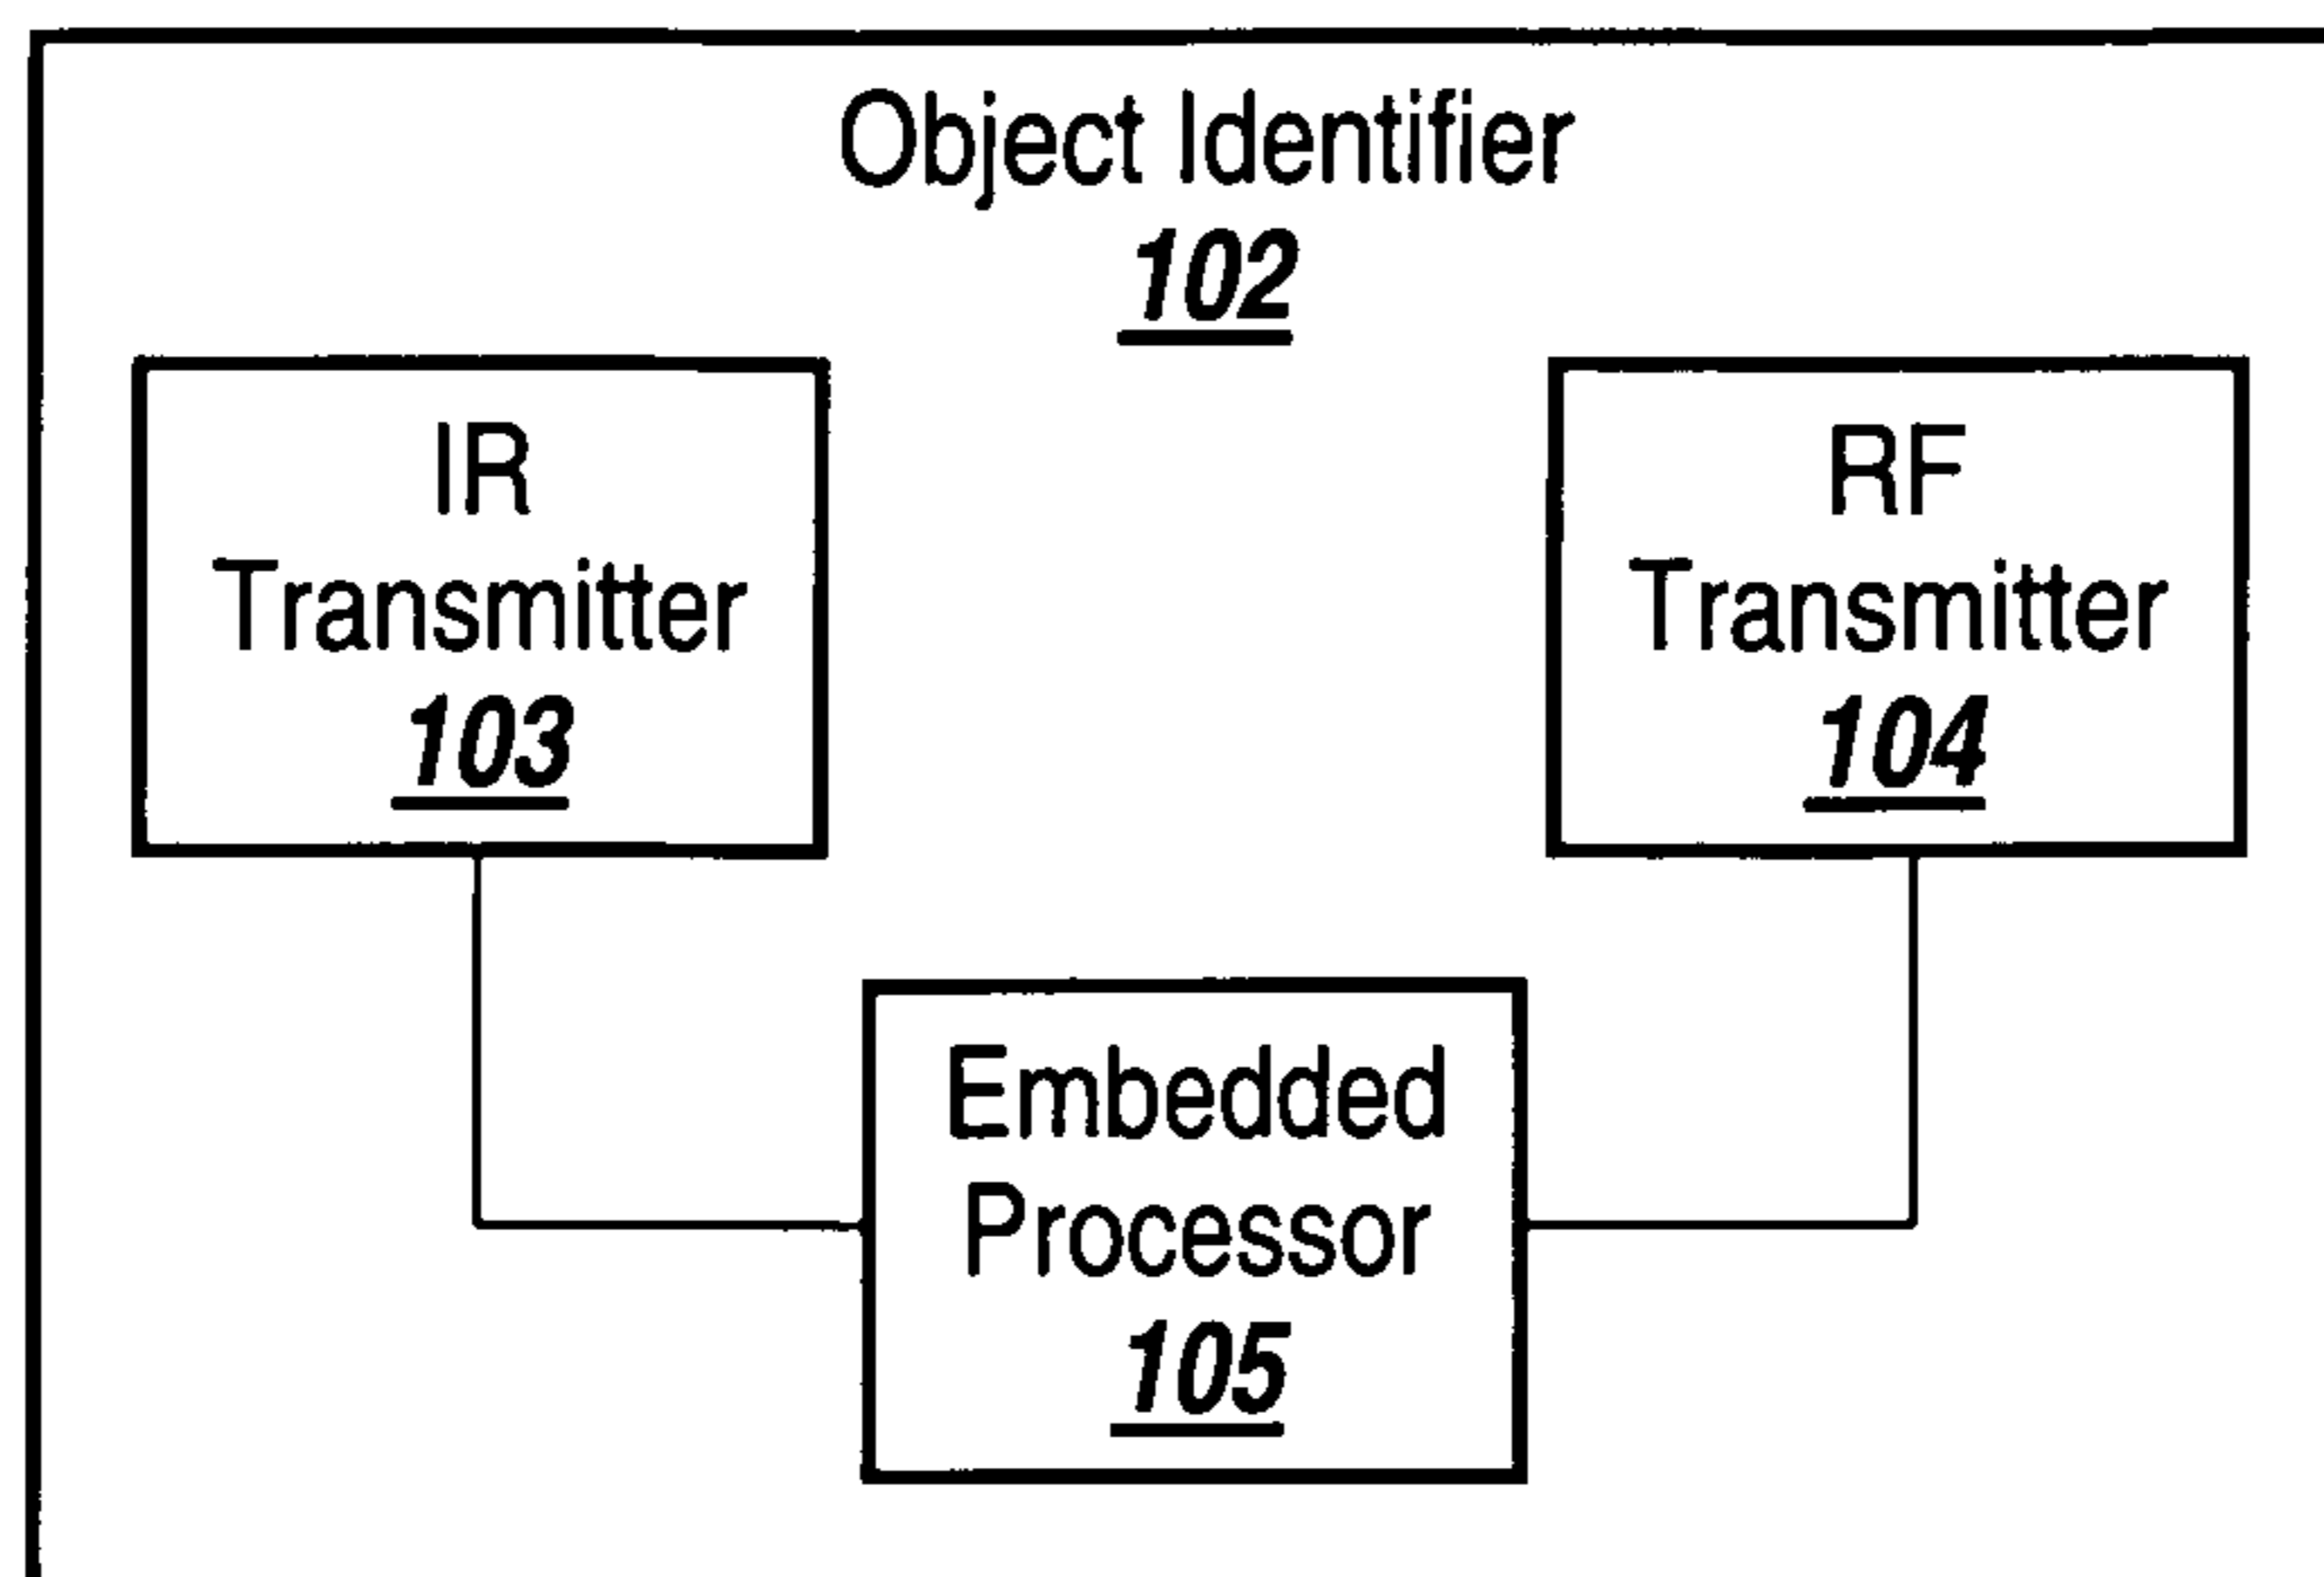 Object Identifier
102
IR
Transmitter
103
RF
Transmitter
104
Embedded
Processor
105